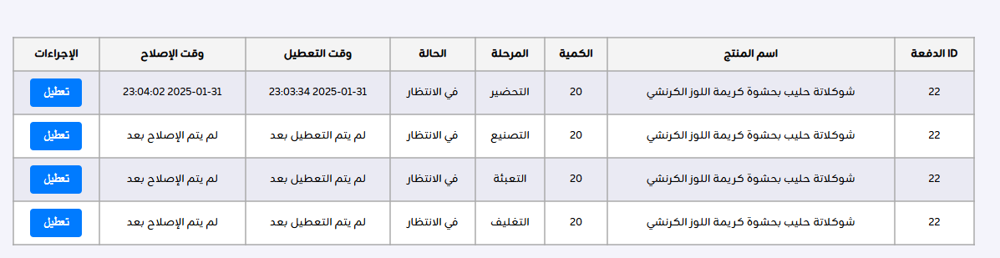 ID الدفعة اسم المنتج الكمية المرحلة الحالة وقت التعطيل وقت الإصلاح الإجراءات
22 شوكلاتة حليب بحشوة كريمة اللوز الكرنشي 20 التحضير في الانتظار 2025-01-31 23:03:34 2025-01-31 23:04:02 تعطيل
22 شوكلاتة حليب بحشوة كريمة اللوز الكرنشي 20 التصنيع في الانتظار لم يتم التعطيل بعد لم يتم الإصلاح بعد تعطيل
22 شوكلاتة حليب بحشوة كريمة اللوز الكرنشي 20 التعبئة في الانتظار لم يتم التعطيل بعد لم يتم الإصلاح بعد تعطيل
22 شوكلاتة حليب بحشوة كريمة اللوز الكرنشي 20 التغليف في الانتظار لم يتم التعطيل بعد لم يتم الإصلاح بعد تعطيل